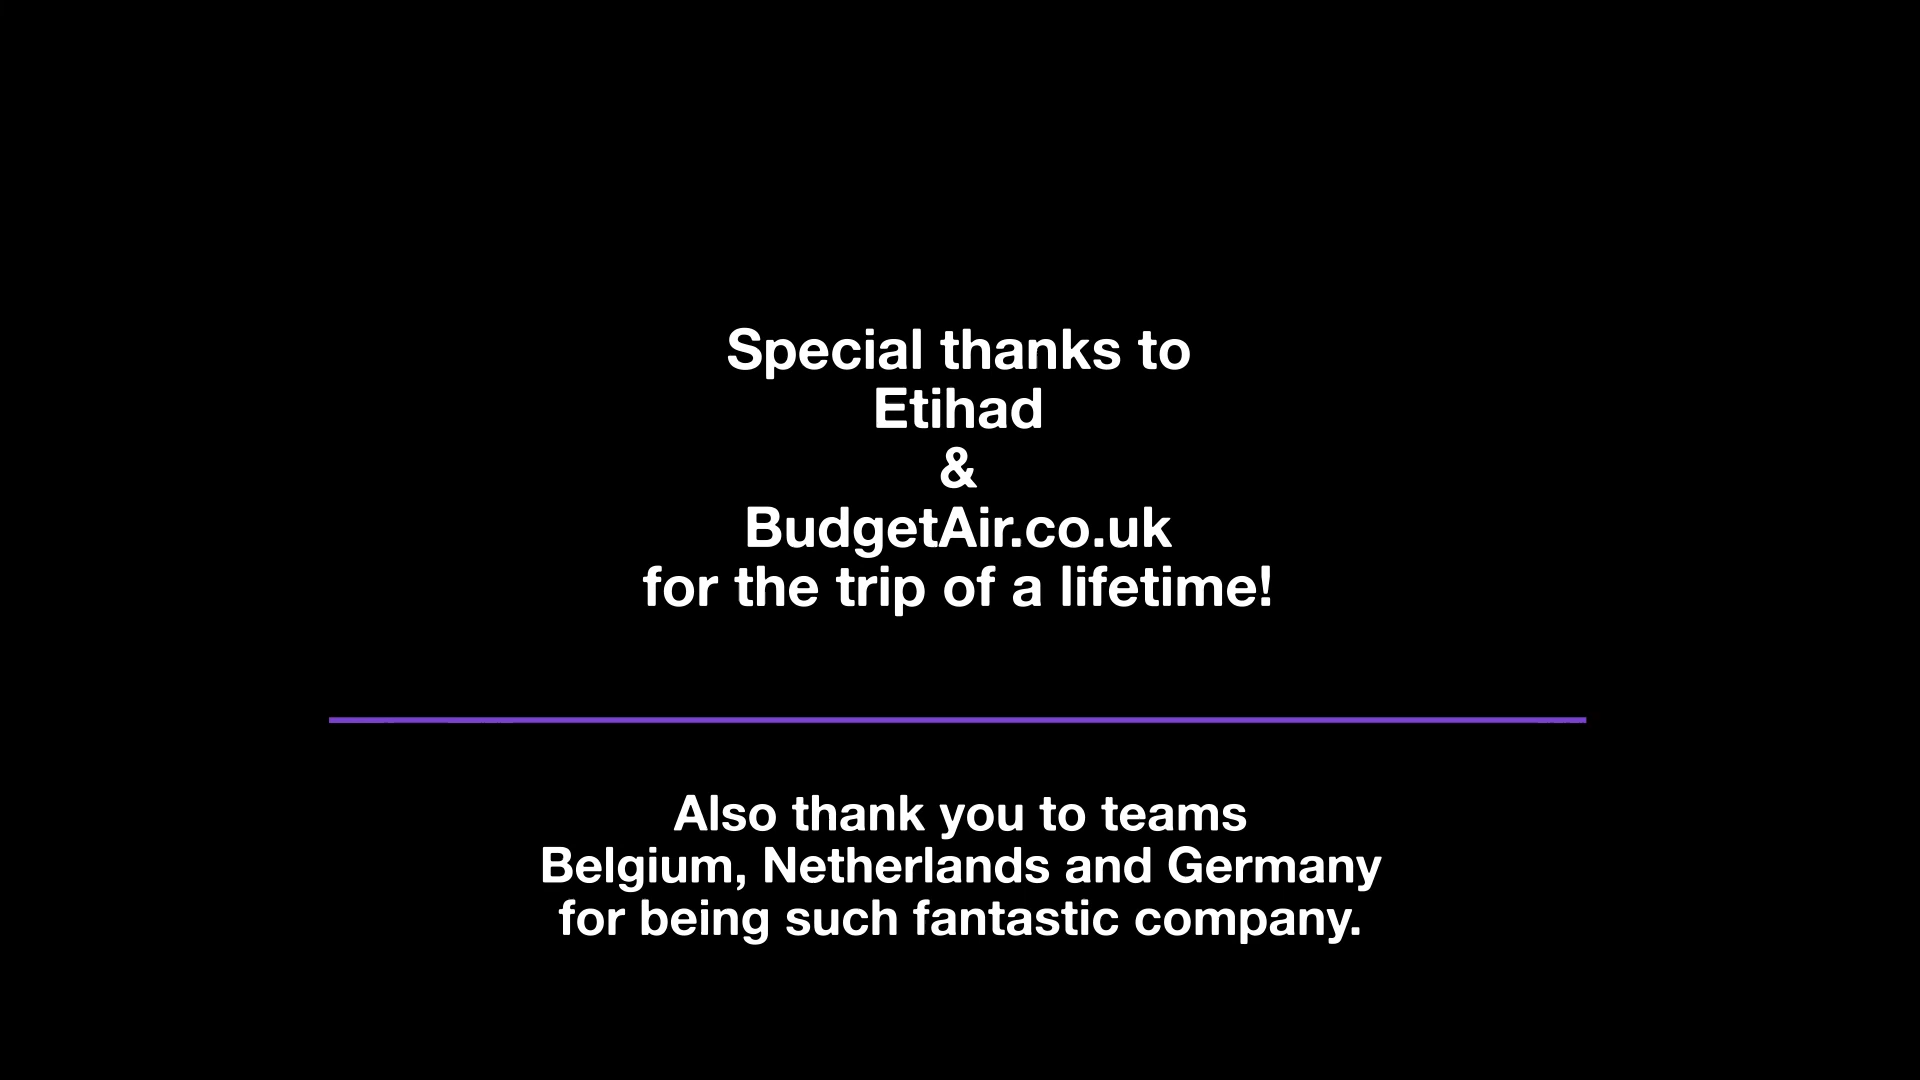 Special thanks to
Etihad
&
BudgetAir.co.uk
for the trip of a lifetime!
Also thank you to teams
Belgium, Netherlands and Germany
for being such fantastic company.